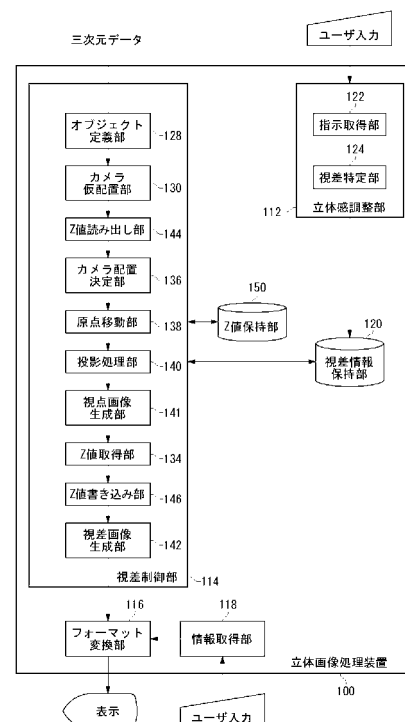 三次元データ
ユーザ入力
オブジェクト
定義部
128
カメラ
仮配置部
130
Z値読み出し部
144
カメラ配置
決定部
136
原点移動部
138
投影処理部
140
視点画像
生成部
141
Z値取得部
134
Z値書き込み部
146
視差画像
生成部
142
視差制御部
114
122
指示取得部
124
視差特定部
112
立体感調整部
150
Z値保持部
120
視差情報
保持部
116
フォーマット
変換部
118
情報取得部
立体画像処理装置
100
表示
ユーザ入力